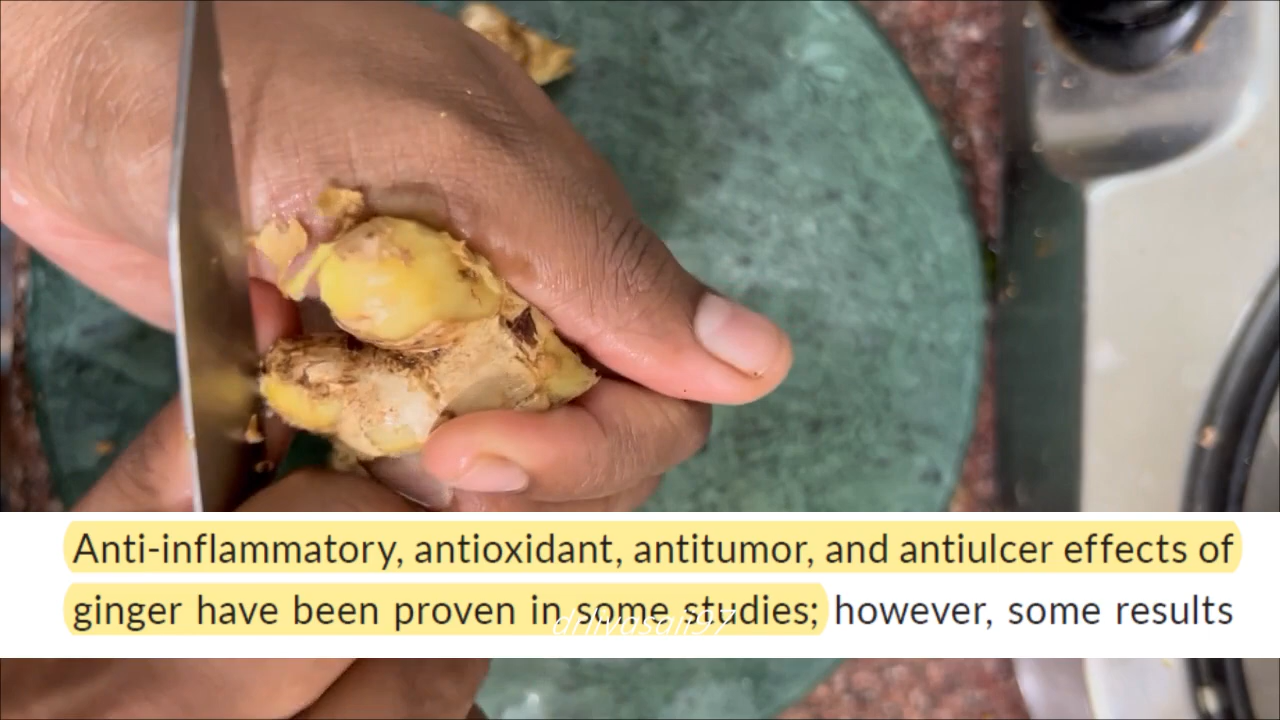 Anti-inflammatory, antioxidant, antitumor, and antiulcer effects of
ginger have been proven in some studies; however, some results